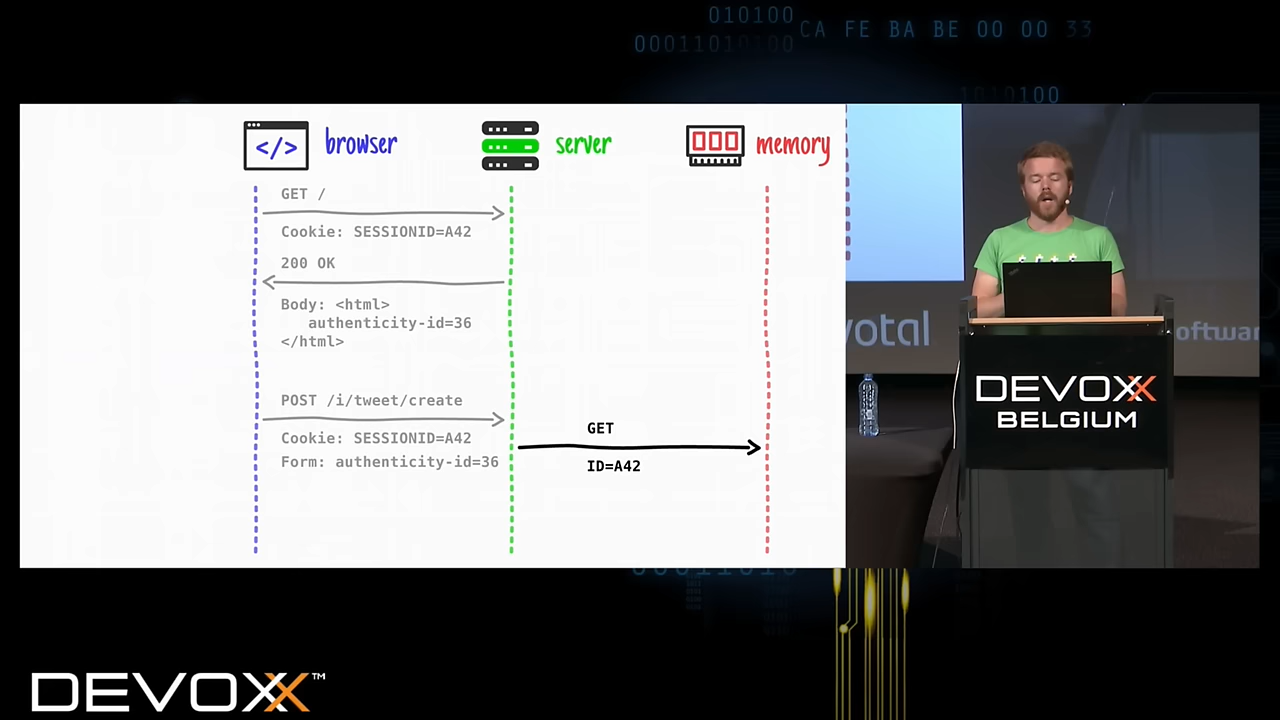 010100
CA FE BA BE 00 00 33
browser
server
memory
GET /
Cookie: SESSIONID=A42
200 OK
Body: <html>
authenticity-id=36
</html>
POST /i/tweet/create
Cookie: SESSIONID=A42
Form: authenticity-id=36
GET
ID=A42
votal
oftwar
DEVOXX
BELGIUM
DEVOXX™